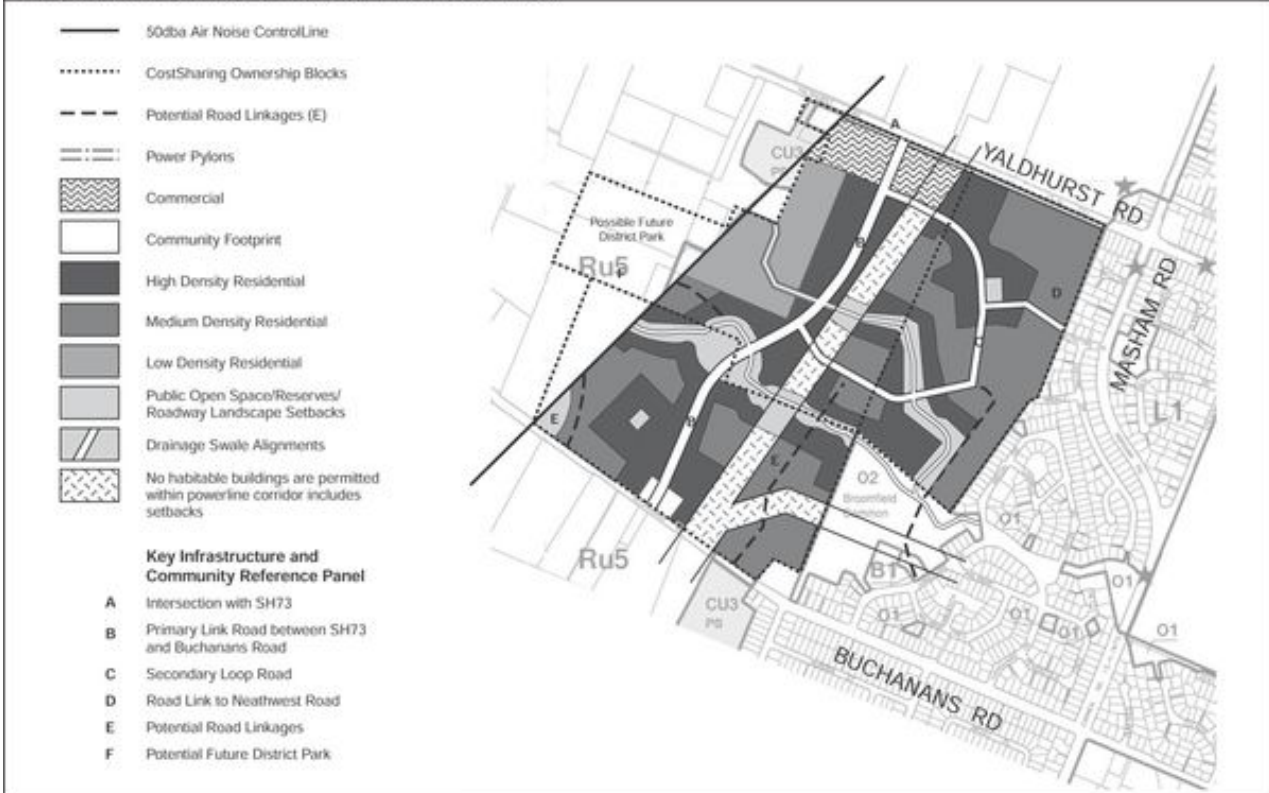 50dba Air Noise ControlLine
CostSharing Ownership Blocks
Potential Road Linkages (E)
Power Pylons
Commercial
Community Footprint
High Density Residential
Medium Density Residential
Low Density Residential
Public Open Space/Reserves/
Roadway Landscape Setbacks
Drainage Swale Alignments
No habitable buildings are permitted
within powerline corridor includes
setbacks
Key Infrastructure and
Community Reference Panel
A Intersection with SH73
B Primary Link Road between SH73
and Buchanans Road
C Secondary Loop Road
D Road Link to Neathwest Road
E Potential Road Linkages
F Potential Future District Park
A
CU3
YALDHURST RD
Possible Future
District Park
Ru5
F
B
D
C
MASHAM RD
L1
E
B
E
O2
Broomfield
Common
O1
Ru5
B1
O1
CU3
PS
O1
O1
O1
O1
BUCHANANS RD